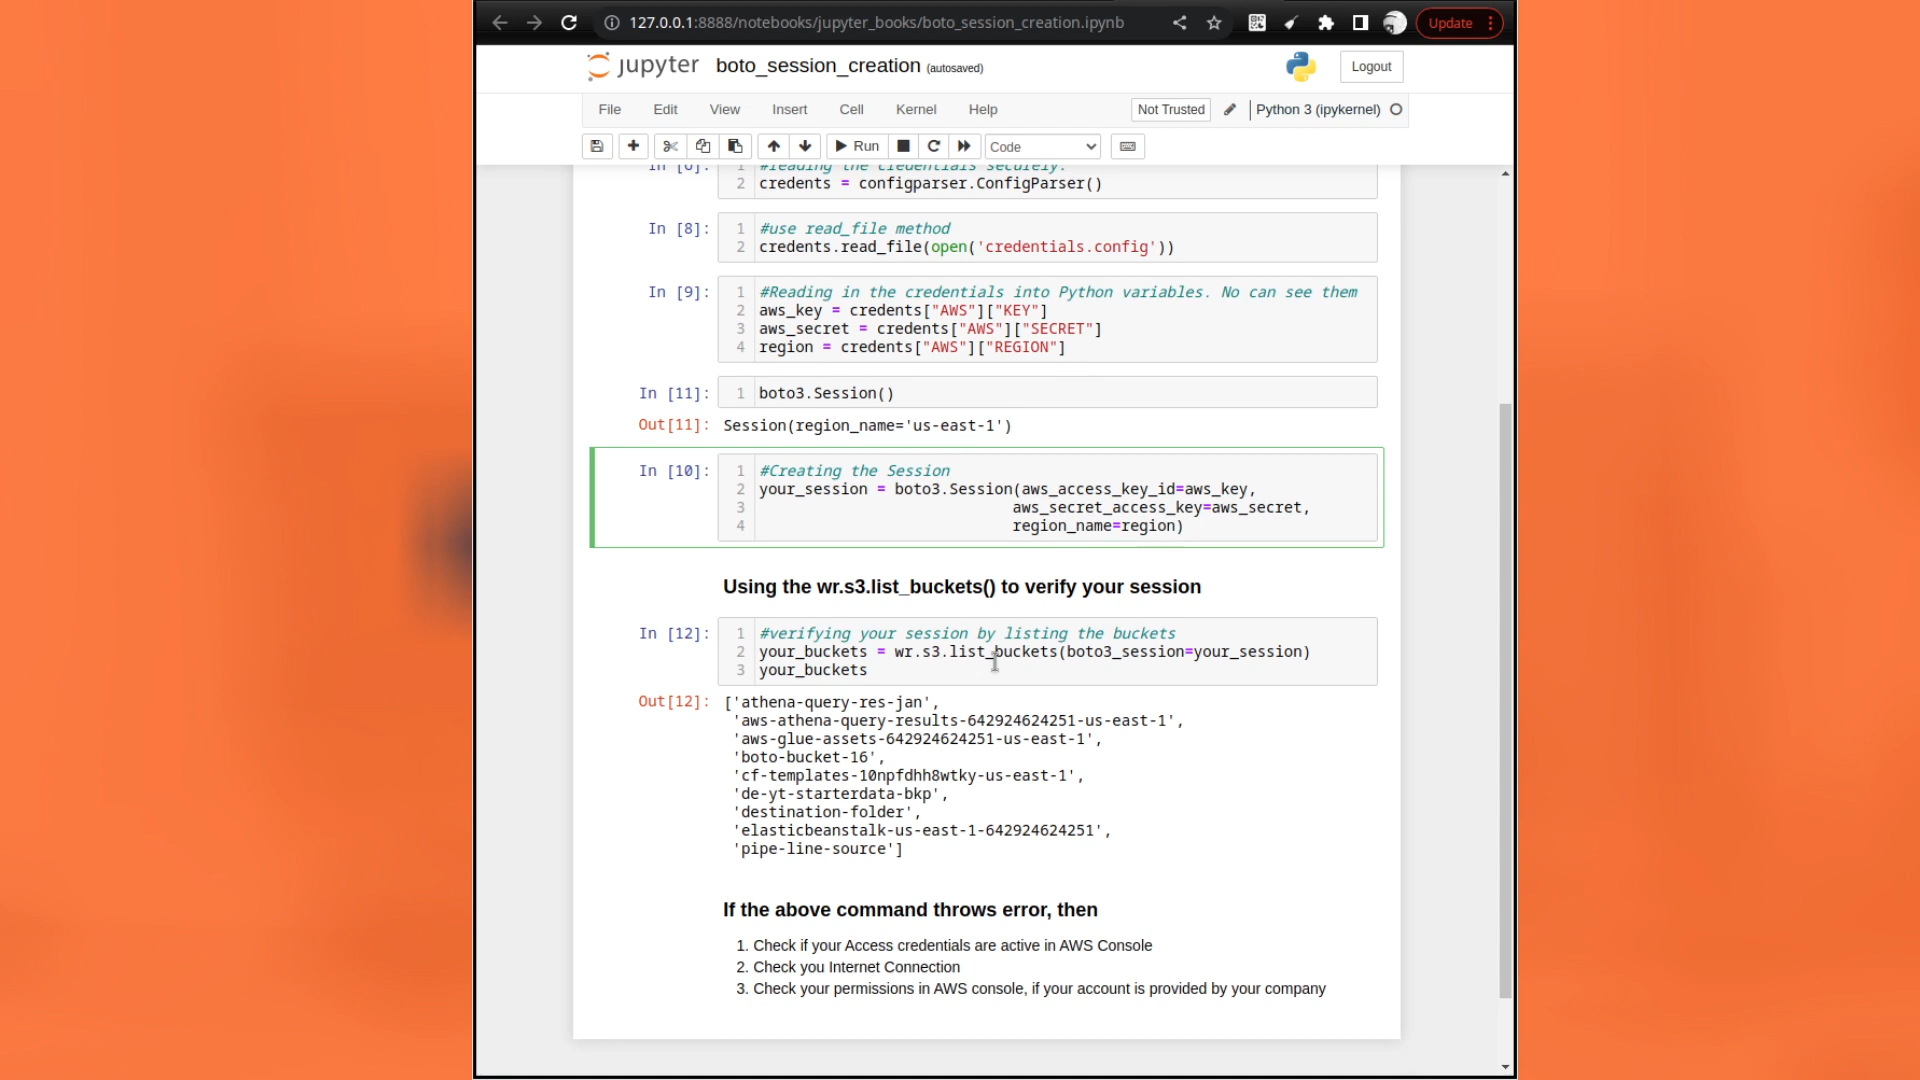 127.0.0.1:8888/notebooks/jupyter_books/boto_session_creation.ipynb
Update
jupyter boto_session_creation (autosaved)
Logout
File Edit View Insert Cell Kernel Help
Not Trusted
Python 3 (ipykernel)
Run
Code
In [6]: 1 #reading the credentials securely.
2 credents = configparser.ConfigParser()
In [8]: 1 #use read_file method
2 credents.read_file(open('credentials.config'))
In [9]: 1 #Reading in the credentials into Python variables. No can see them
2 aws_key = credents["AWS"]["KEY"]
3 aws_secret = credents["AWS"]["SECRET"]
4 region = credents["AWS"]["REGION"]
In [11]: 1 boto3.Session()
Out[11]: Session(region_name='us-east-1')
In [10]: 1 #Creating the Session
2 your_session = boto3.Session(aws_access_key_id=aws_key,
3 aws_secret_access_key=aws_secret,
4 region_name=region)
Using the wr.s3.list_buckets() to verify your session
In [12]: 1 #verifying your session by listing the buckets
2 your_buckets = wr.s3.list_buckets(boto3_session=your_session)
3 your_buckets
Out[12]: ['athena-query-res-jan',
'aws-athena-query-results-642924624251-us-east-1',
'aws-glue-assets-642924624251-us-east-1',
'boto-bucket-16',
'cf-templates-10npfdhh8wtky-us-east-1',
'de-yt-starterdata-bkp',
'destination-folder',
'elasticbeanstalk-us-east-1-642924624251',
'pipe-line-source']
If the above command throws error, then
1. Check if your Access credentials are active in AWS Console
2. Check you Internet Connection
3. Check your permissions in AWS console, if your account is provided by your company